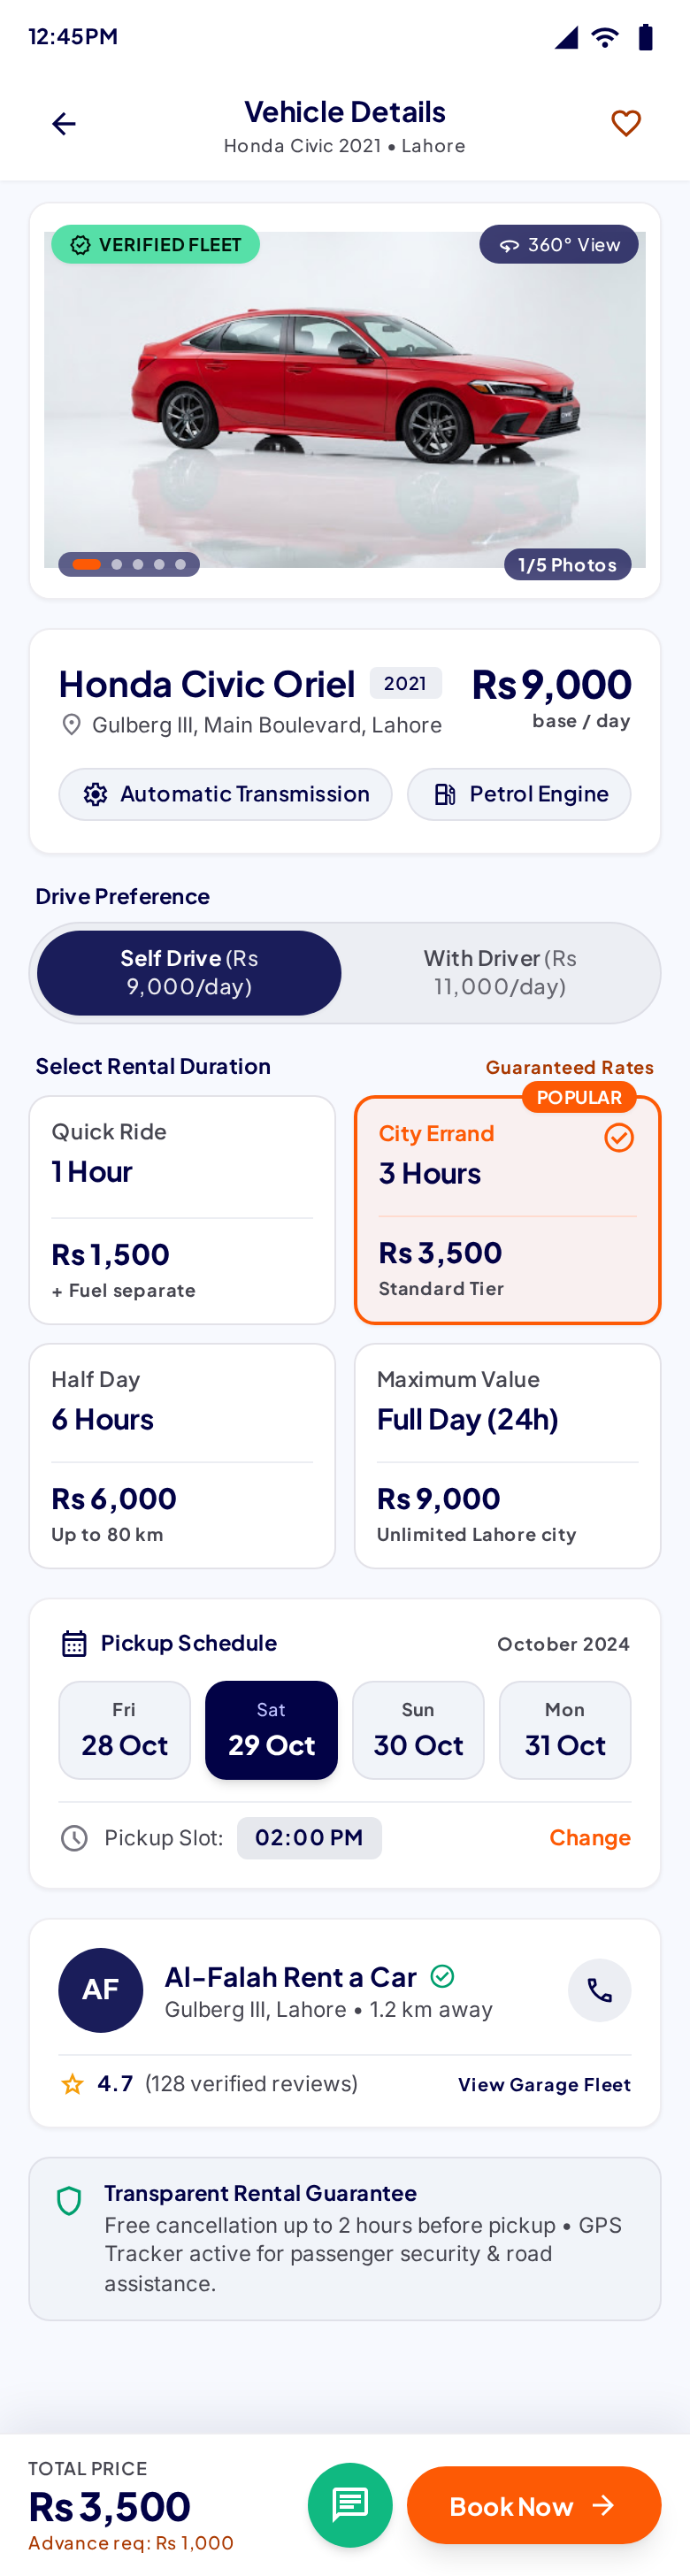 12:45PM
Vehicle Details
Honda Civic 2021 • Lahore
VERIFIED FLEET
360° View
1/5 Photos
Honda Civic Oriel
2021
Rs 9,000
Gulberg III, Main Boulevard, Lahore
base / day
Automatic Transmission
Petrol Engine
Drive Preference
Self Drive (Rs
9,000/day)
With Driver (Rs
11,000/day)
Select Rental Duration
Guaranteed Rates
Quick Ride
1 Hour
Rs 1,500
+ Fuel separate
POPULAR
City Errand
3 Hours
Rs 3,500
Standard Tier
Half Day
6 Hours
Rs 6,000
Up to 80 km
Maximum Value
Full Day (24h)
Rs 9,000
Unlimited Lahore city
Pickup Schedule
October 2024
Fri
28 Oct
Sat
29 Oct
Sun
30 Oct
Mon
31 Oct
Pickup Slot:
02:00 PM
Change
AF
Al-Falah Rent a Car
Gulberg III, Lahore • 1.2 km away
4.7 (128 verified reviews)
View Garage Fleet
Transparent Rental Guarantee
Free cancellation up to 2 hours before pickup • GPS
Tracker active for passenger security & road
assistance.
TOTAL PRICE
Rs 3,500
Advance req: Rs 1,000
Book Now